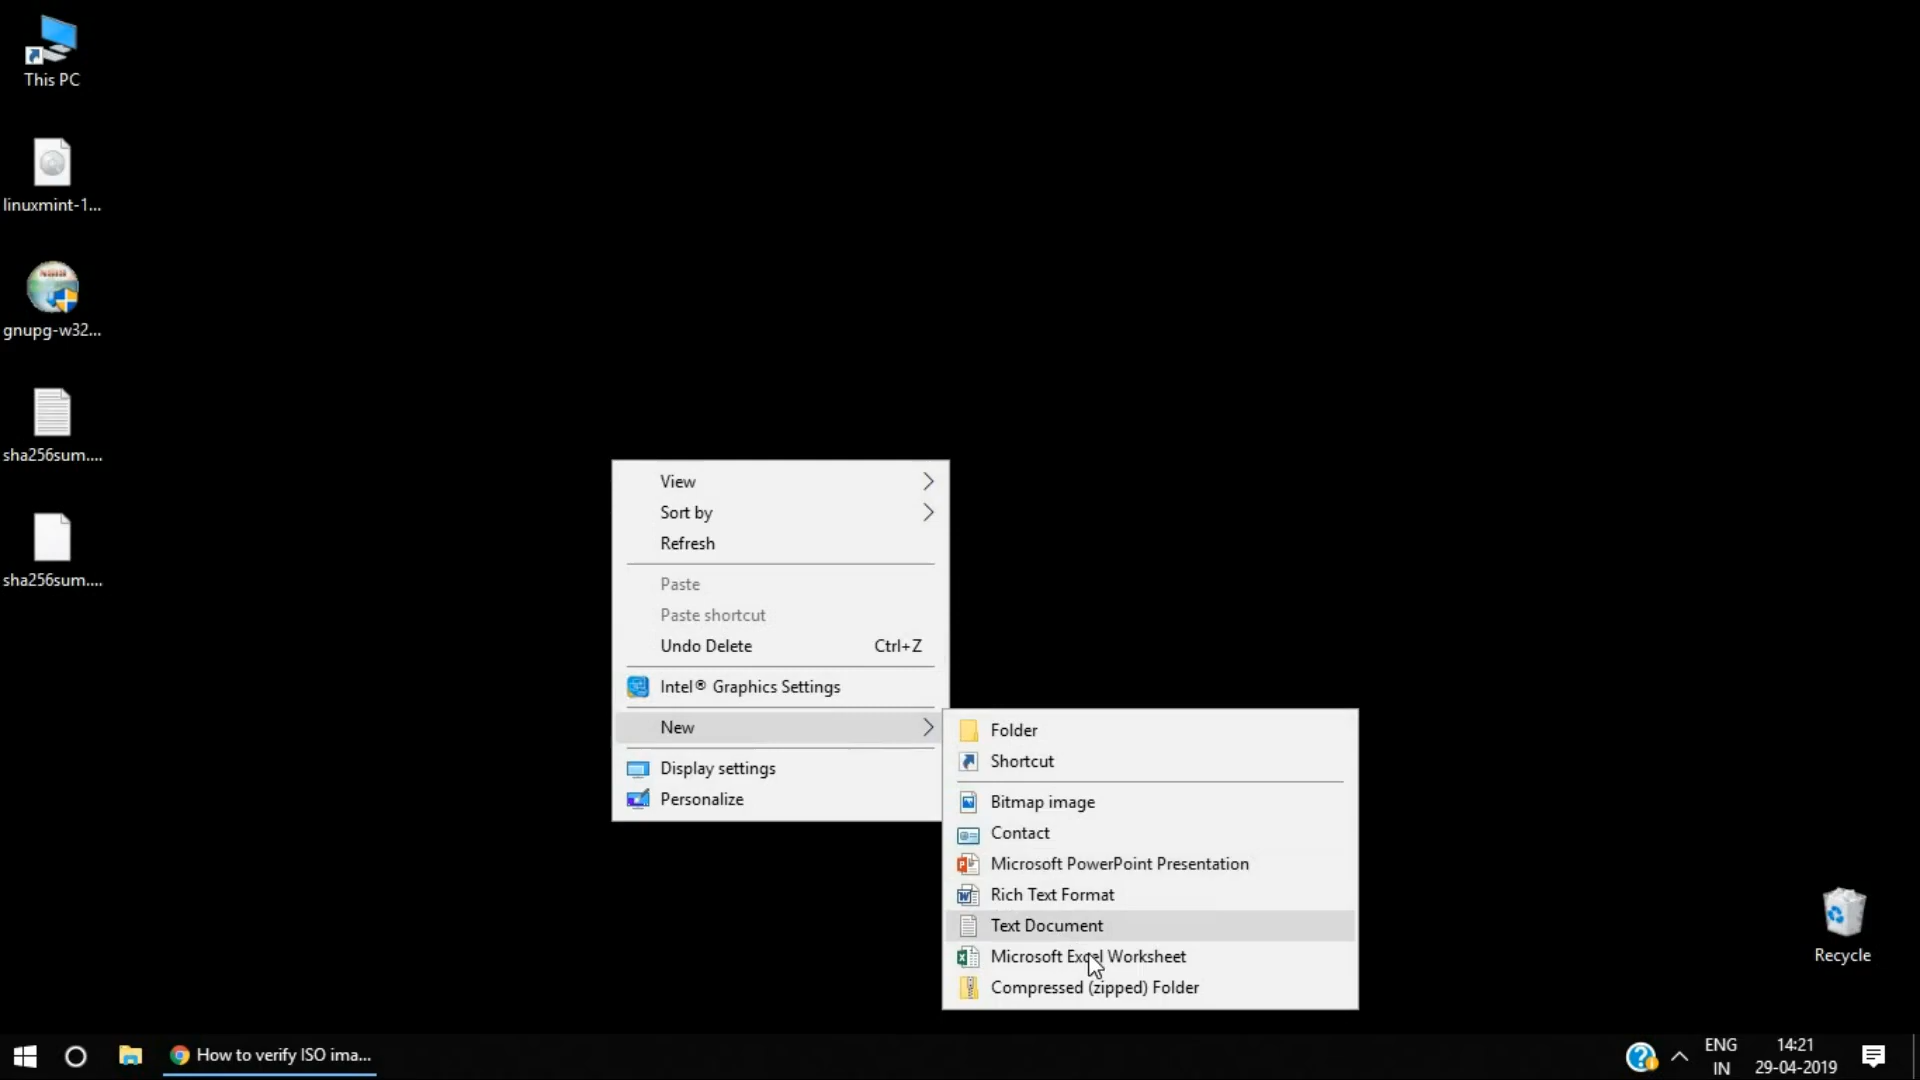 This PC
linuxmint-1...
gnupg-w32...
sha256sum....
sha256sum....
View
Sort by
Refresh
Paste
Paste shortcut
Undo Delete Ctrl+Z
Intel® Graphics Settings
New
Display settings
Personalize
Folder
Shortcut
Bitmap image
Contact
Microsoft PowerPoint Presentation
Rich Text Format
Text Document
Microsoft Excel Worksheet
Compressed (zipped) Folder
Recycle
How to verify ISO ima...
ENG
IN
14:21
29-04-2019